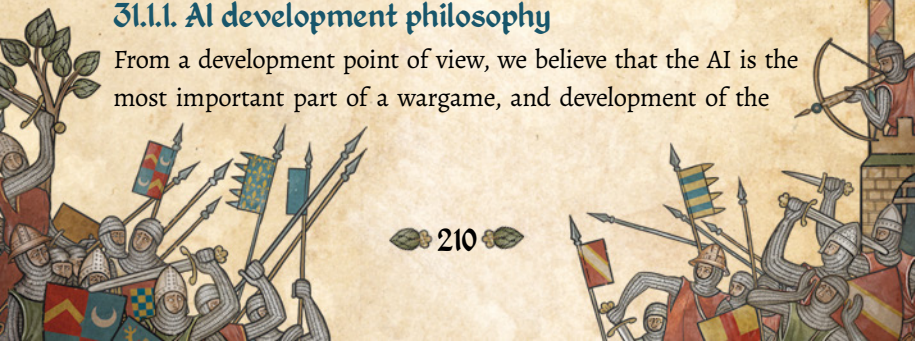 31.1.1. AI development philosophy
From a development point of view, we believe that the AI is the
most important part of a wargame, and development of the
210